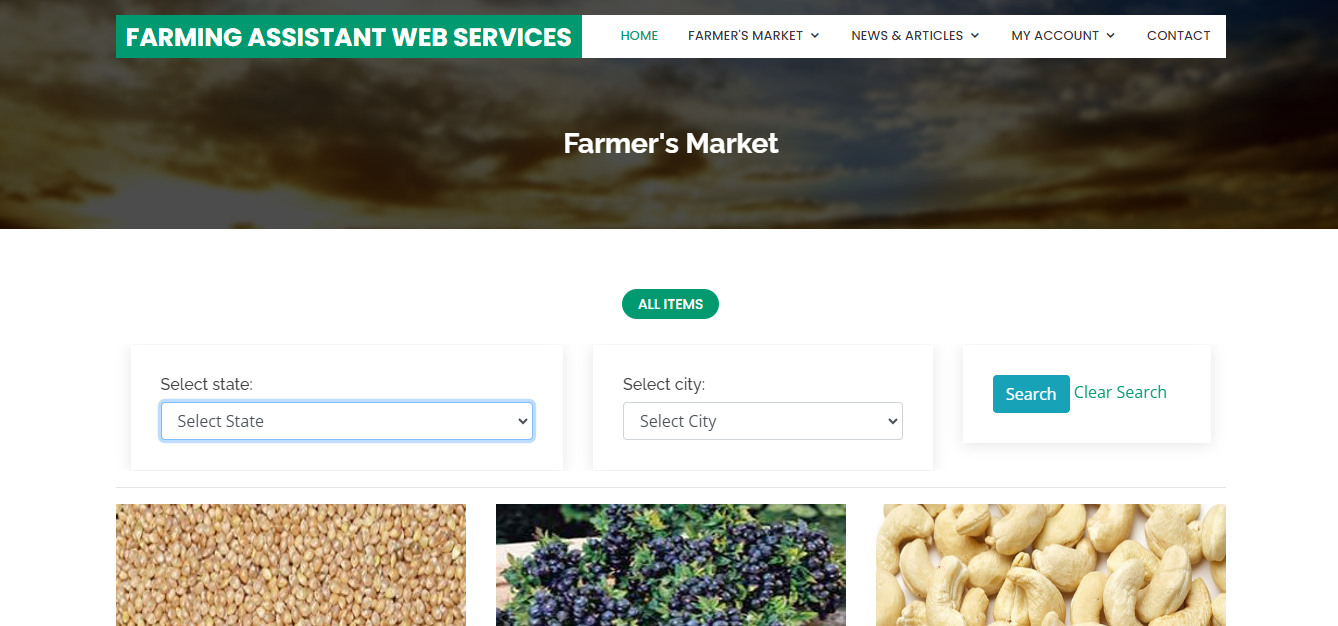 FARMING ASSISTANT WEB SERVICES
HOME FARMER'S MARKET NEWS & ARTICLES MY ACCOUNT CONTACT
Farmer's Market
ALL ITEMS
Select state:
Select State
Select city:
Select City
Search Clear Search